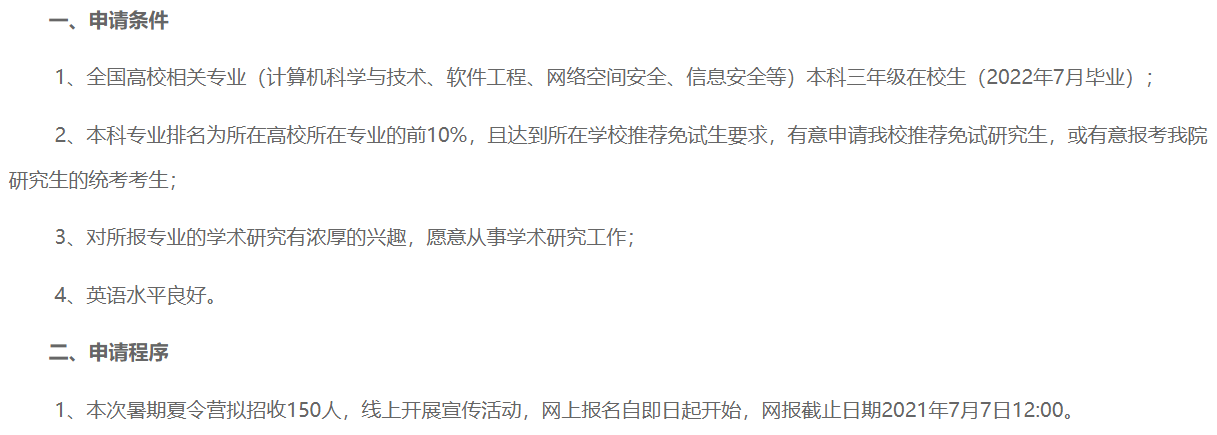 一、申请条件
1、全国高校相关专业（计算机科学与技术、软件工程、网络空间安全、信息安全等）本科三年级在校生（2022年7月毕业）；
2、本科专业排名为所在高校所在专业的前10%，且达到所在学校推荐免试生要求，有意申请我校推荐免试研究生，或有意报考我院
研究生的统考考生；
3、对所报专业的学术研究有浓厚的兴趣，愿意从事学术研究工作；
4、英语水平良好。
二、申请程序
1、本次暑期夏令营拟招收150人，线上开展宣传活动，网上报名自即日起开始，网报截止日期2021年7月7日12:00。